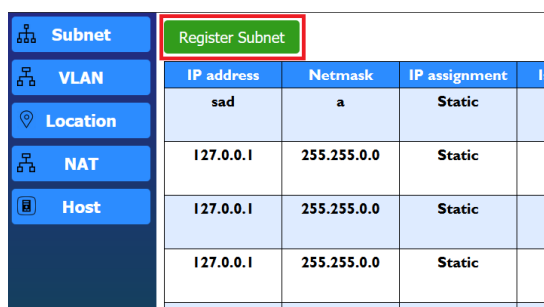 Subnet
VLAN
Location
NAT
Host
Register Subnet
IP address Netmask IP assignment
sad a Static
127.0.0.1 255.255.0.0 Static
127.0.0.1 255.255.0.0 Static
127.0.0.1 255.255.0.0 Static